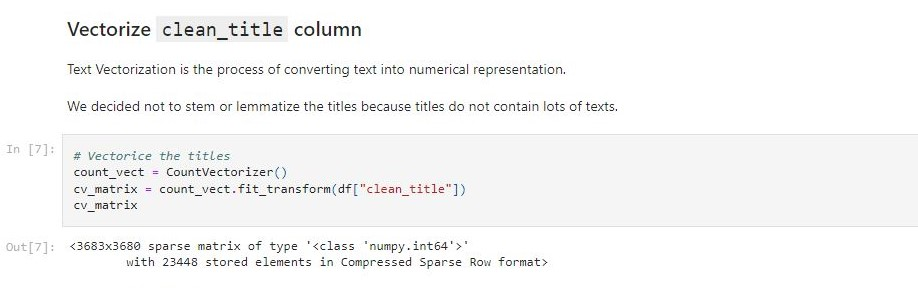 Vectorize clean_title column
Text Vectorization is the process of converting text into numerical representation.
We decided not to stem or lemmatize the titles because titles do not contain lots of texts.
In [7]:
# Vectorice the titles
count_vect = CountVectorizer()
cv_matrix = count_vect.fit_transform(df["clean_title"])
cv_matrix
Out[7]: <3683x3680 sparse matrix of type '<class 'numpy.int64'>'
with 23448 stored elements in Compressed Sparse Row format>